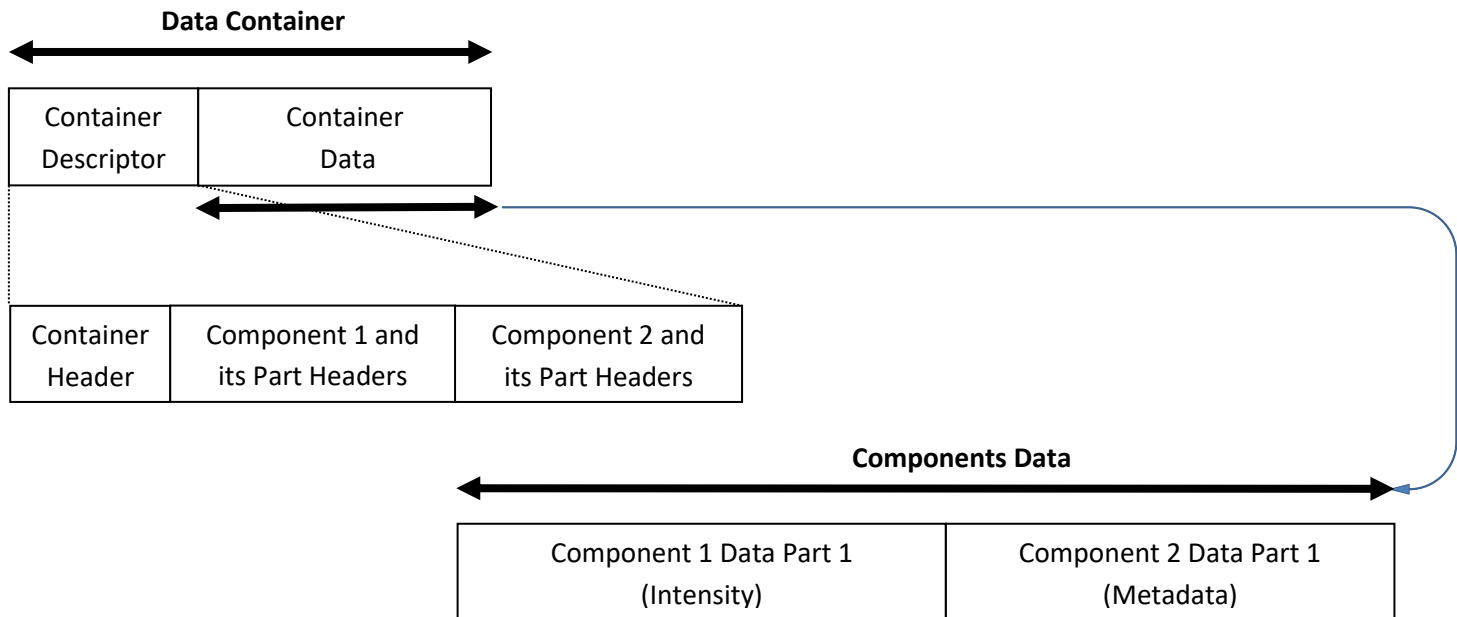 Data Container
Container
Descriptor
Container
Data
Container
Header
Component 1 and
its Part Headers
Component 2 and
its Part Headers
Components Data
Component 1 Data Part 1
(Intensity)
Component 2 Data Part 1
(Metadata)